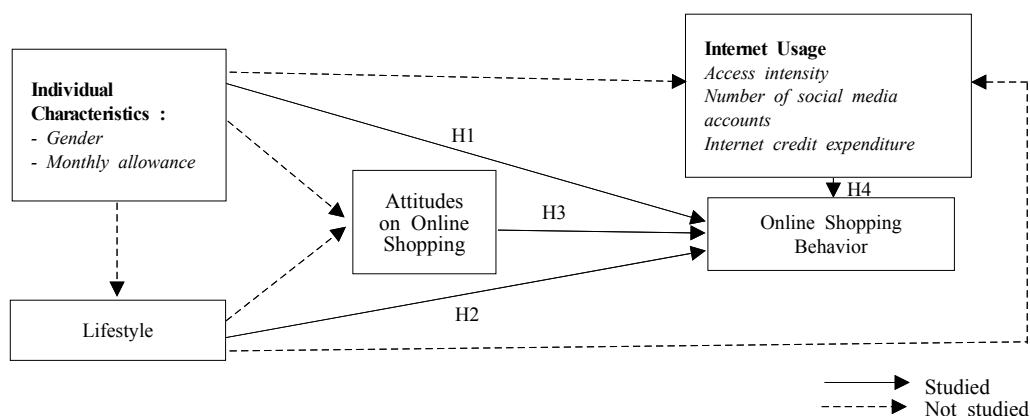 Individual
Characteristics :
- Gender
- Monthly allowance
Internet Usage
Access intensity
Number of social media
accounts
Internet credit expenditure
H1
H4
Attitudes
on Online
Shopping
H3
Online Shopping
Behavior
Lifestyle
H2
Studied
Not studied